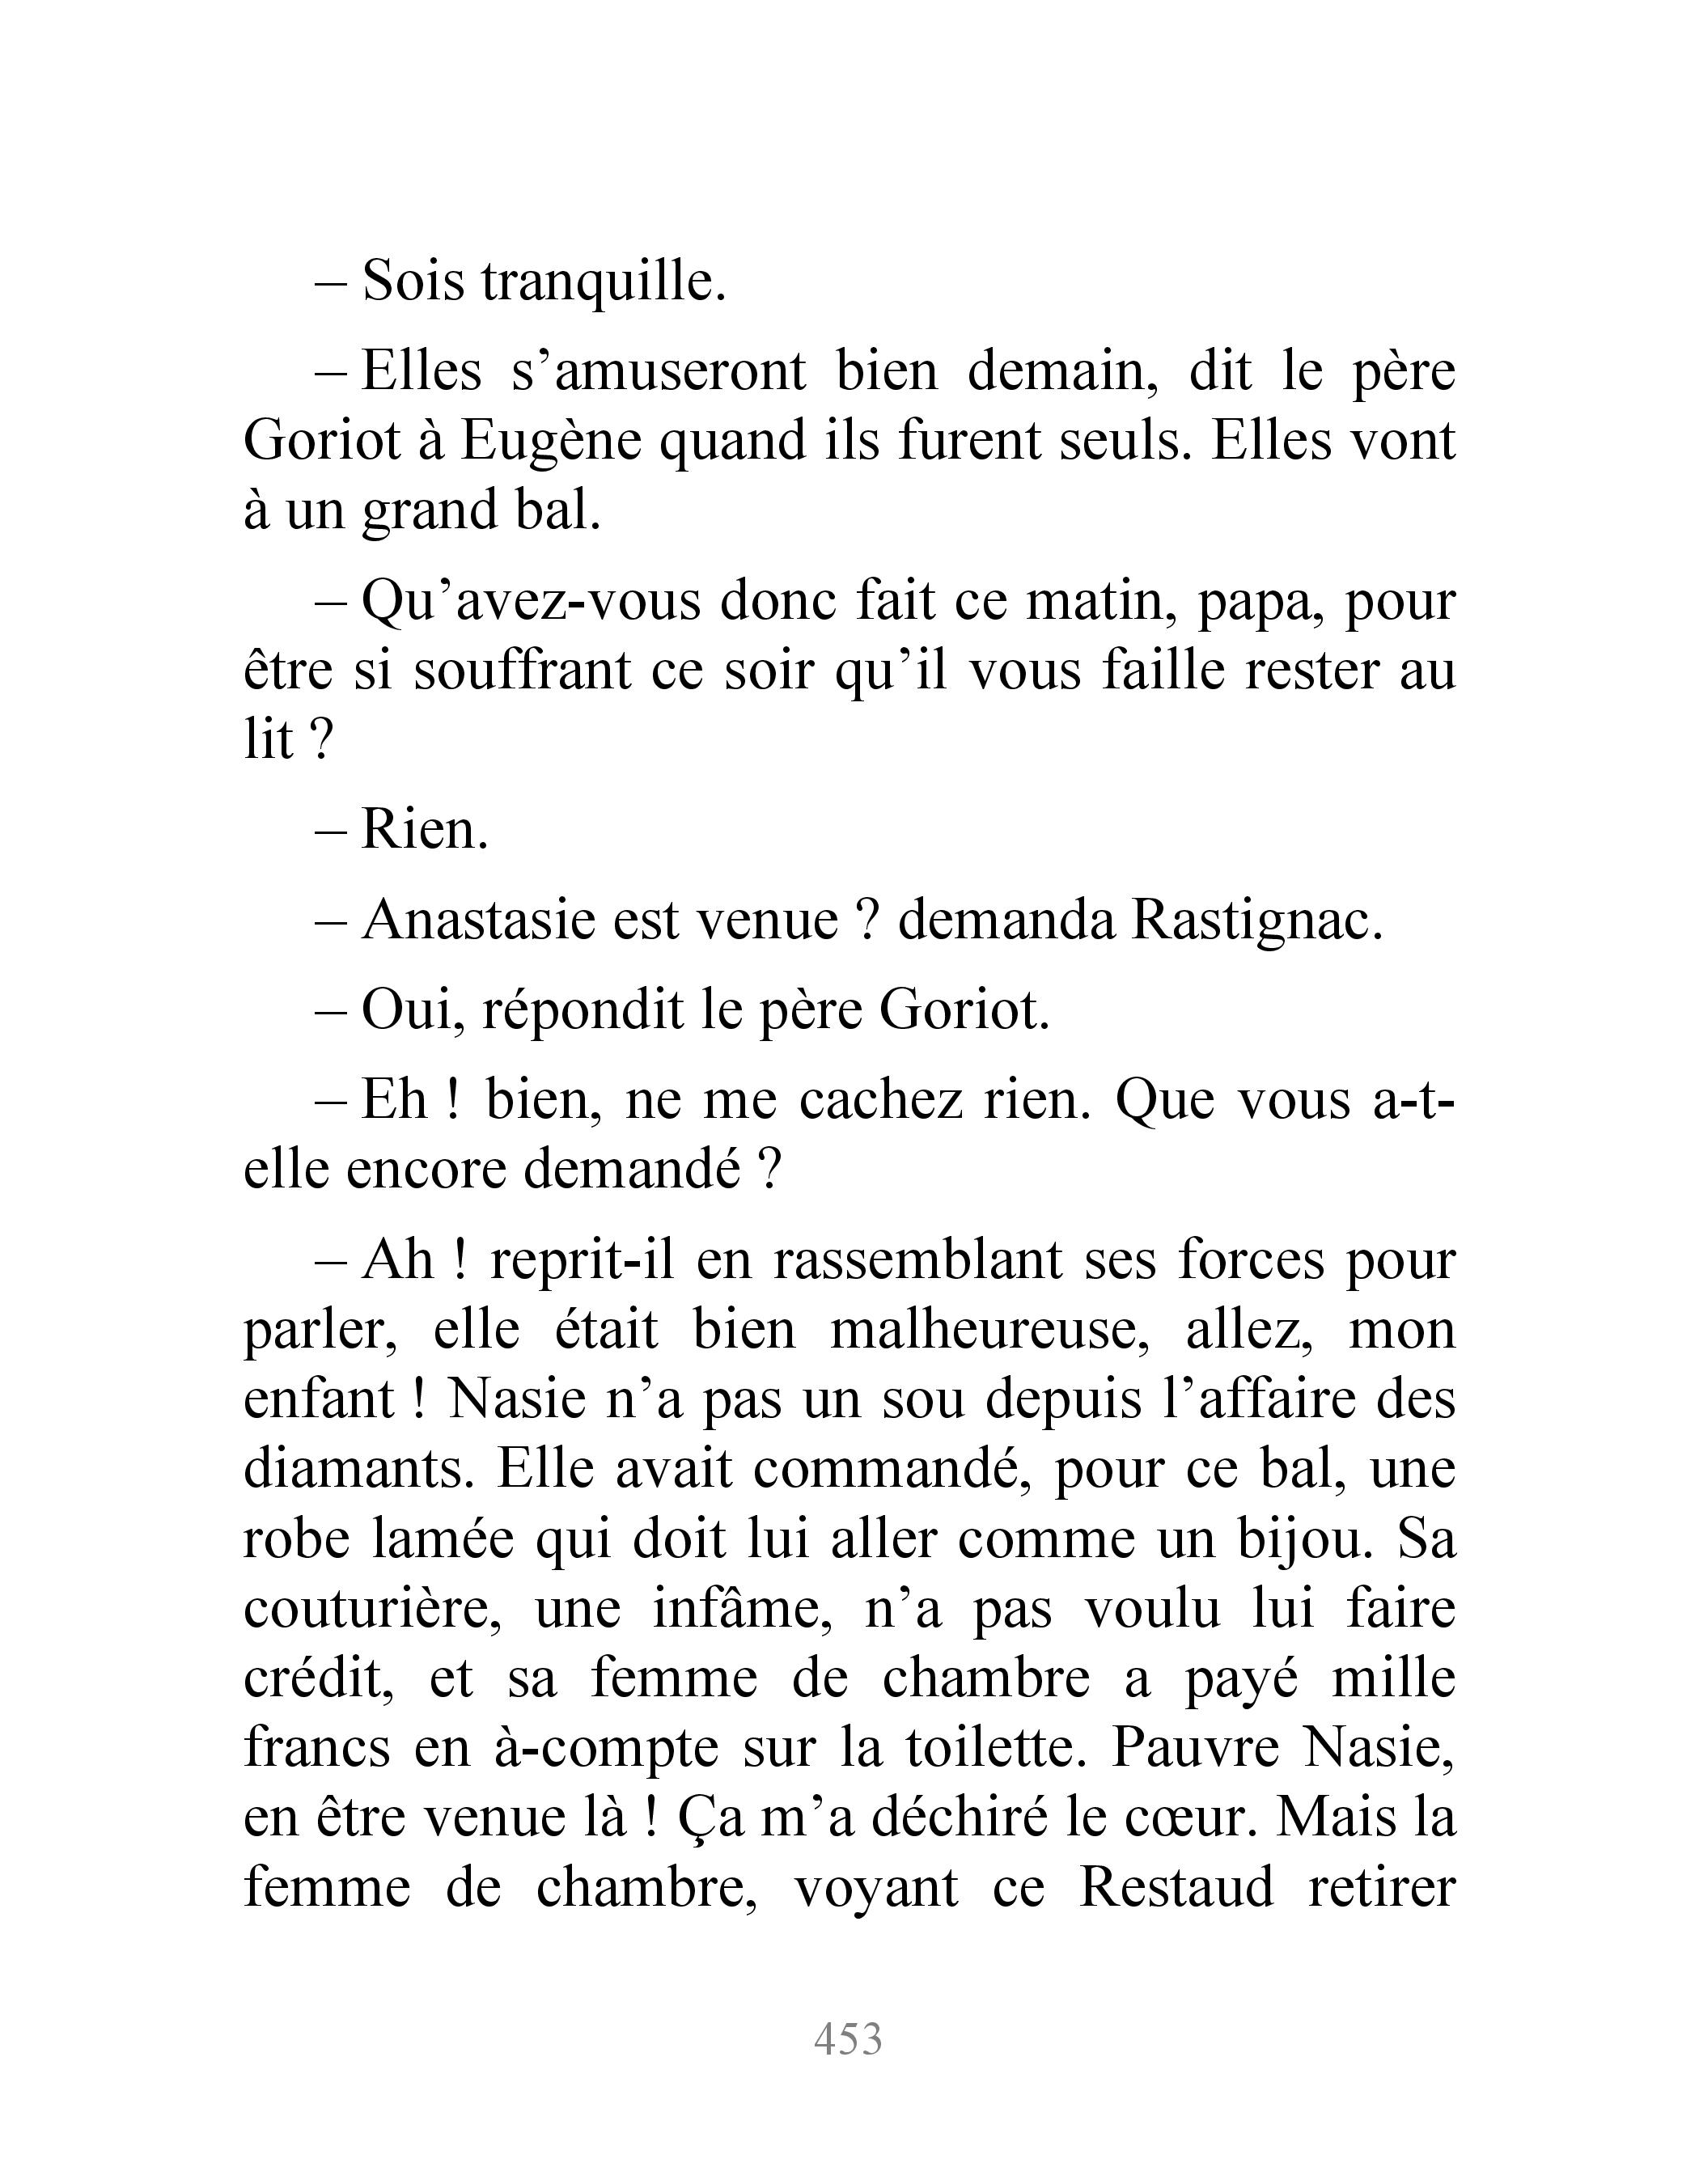 – Sois tranquille.
– Elles s’amuseront bien demain, dit le père
Goriot à Eugène quand ils furent seuls. Elles vont
à un grand bal.
– Qu’avez-vous donc fait ce matin, papa, pour
être si souffrant ce soir qu’il vous faille rester au
lit ?
– Rien.
– Anastasie est venue ? demanda Rastignac.
– Oui, répondit le père Goriot.
– Eh ! bien, ne me cachez rien. Que vous a-t-
elle encore demandé ?
– Ah ! reprit-il en rassemblant ses forces pour
parler, elle était bien malheureuse, allez, mon
enfant ! Nasie n’a pas un sou depuis l’affaire des
diamants. Elle avait commandé, pour ce bal, une
robe lamée qui doit lui aller comme un bijou. Sa
couturière, une infâme, n’a pas voulu lui faire
crédit, et sa femme de chambre a payé mille
francs en à-compte sur la toilette. Pauvre Nasie,
en être venue là ! Ça m’a déchiré le cœur. Mais la
femme de chambre, voyant ce Restaud retirer
453